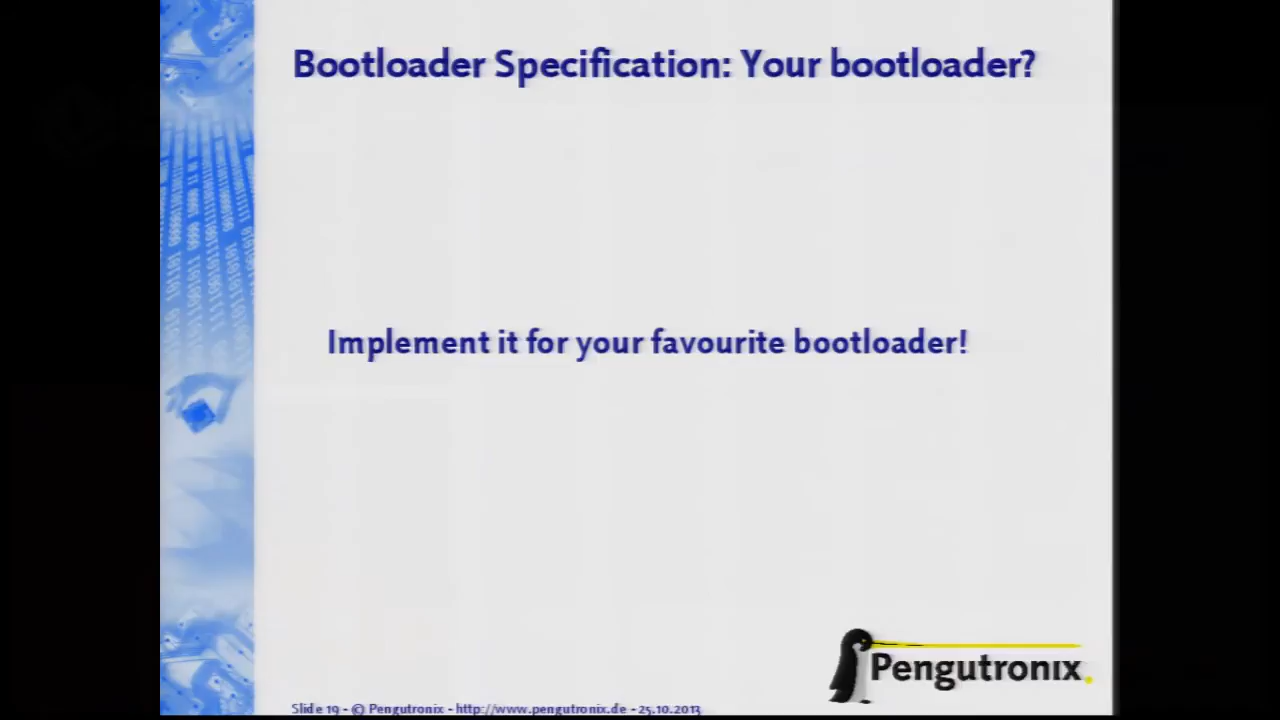 Bootloader Specification: Your bootloader?
Implement it for your favourite bootloader!
Pengutronix
Slide 19 - © Pengutronix - http://www.pengutronix.de - 25.10.2013